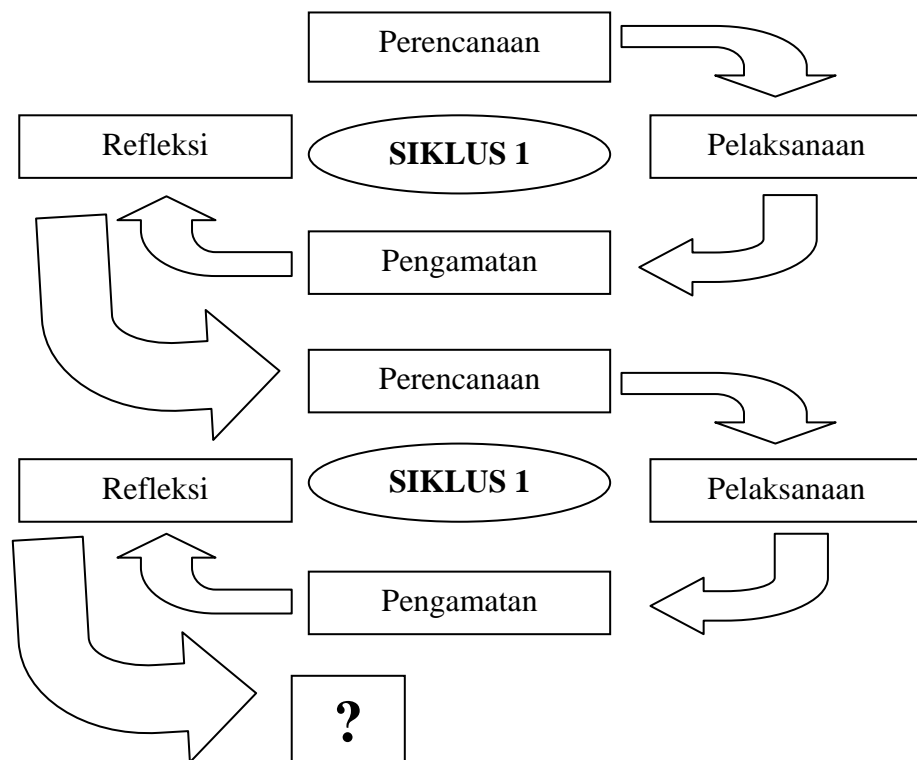 Perencanaan
Refleksi
SIKLUS 1
Pelaksanaan
Pengamatan
Perencanaan
Refleksi
SIKLUS 1
Pelaksanaan
Pengamatan
?